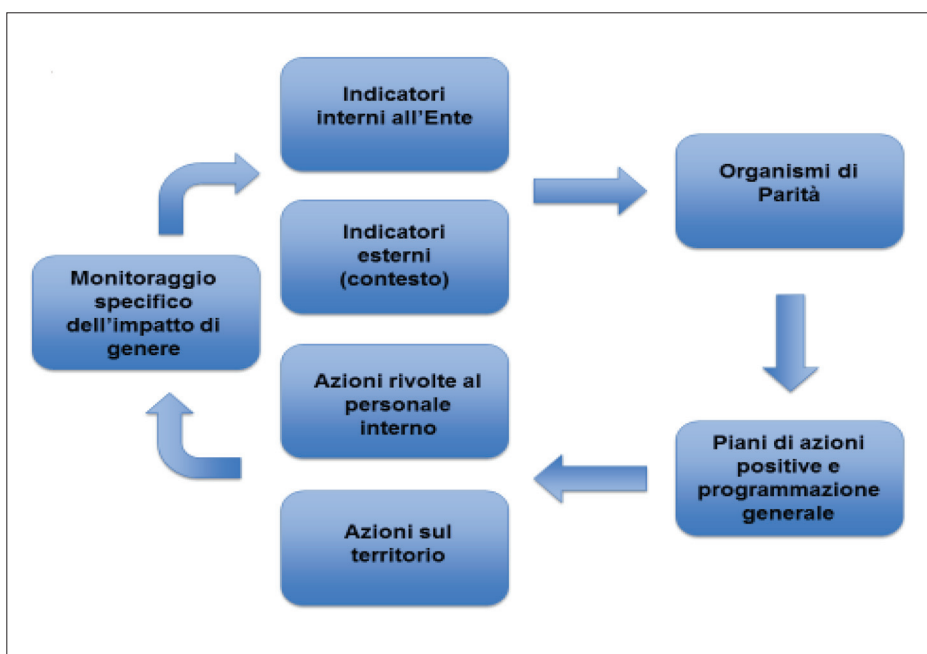 Indicatori
interni all'Ente
Organismi di
Parità
Indicatori
esterni
(contesto)
Monitoraggio
specifico
dell'impatto di
genere
Azioni rivolte al
personale
interno
Piani di azioni
positive e
programmazione
generale
Azioni sul
territorio